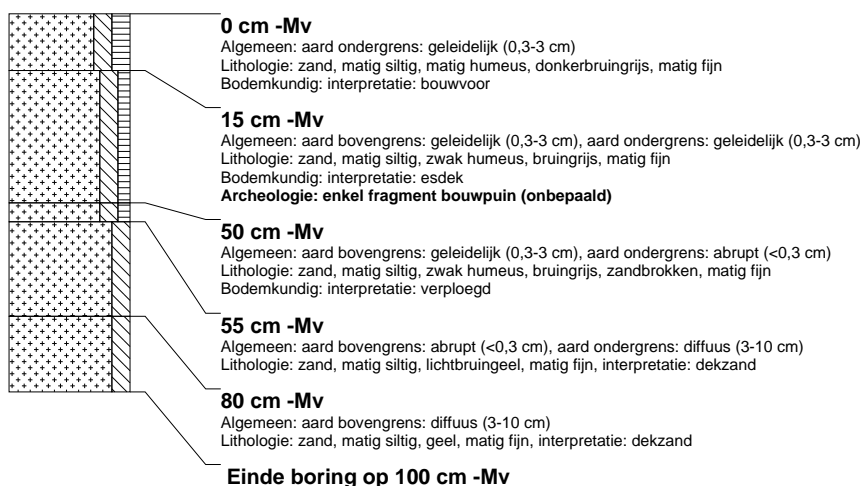 0 cm -Mv
Algemeen: aard ondergrens: geleidelijk (0,3-3 cm)
Lithologie: zand, matig siltig, matig humeus, donkerbruingrijs, matig fijn
Bodemkundig: interpretatie: bouwvoor
15 cm -Mv
Algemeen: aard bovengrens: geleidelijk (0,3-3 cm), aard ondergrens: geleidelijk (0,3-3 cm)
Lithologie: zand, matig siltig, zwak humeus, bruingrijs, matig fijn
Bodemkundig: interpretatie: esdek
Archeologie: enkel fragment bouwpuin (onbepaald)
50 cm -Mv
Algemeen: aard bovengrens: geleidelijk (0,3-3 cm), aard ondergrens: abrupt (<0,3 cm)
Lithologie: zand, matig siltig, zwak humeus, bruingrijs, zandbrokken, matig fijn
Bodemkundig: interpretatie: verploegd
55 cm -Mv
Algemeen: aard bovengrens: abrupt (<0,3 cm), aard ondergrens: diffuus (3-10 cm)
Lithologie: zand, matig siltig, lichtbruingeel, matig fijn, interpretatie: dekzand
80 cm -Mv
Algemeen: aard bovengrens: diffuus (3-10 cm)
Lithologie: zand, matig siltig, geel, matig fijn, interpretatie: dekzand
Einde boring op 100 cm -Mv